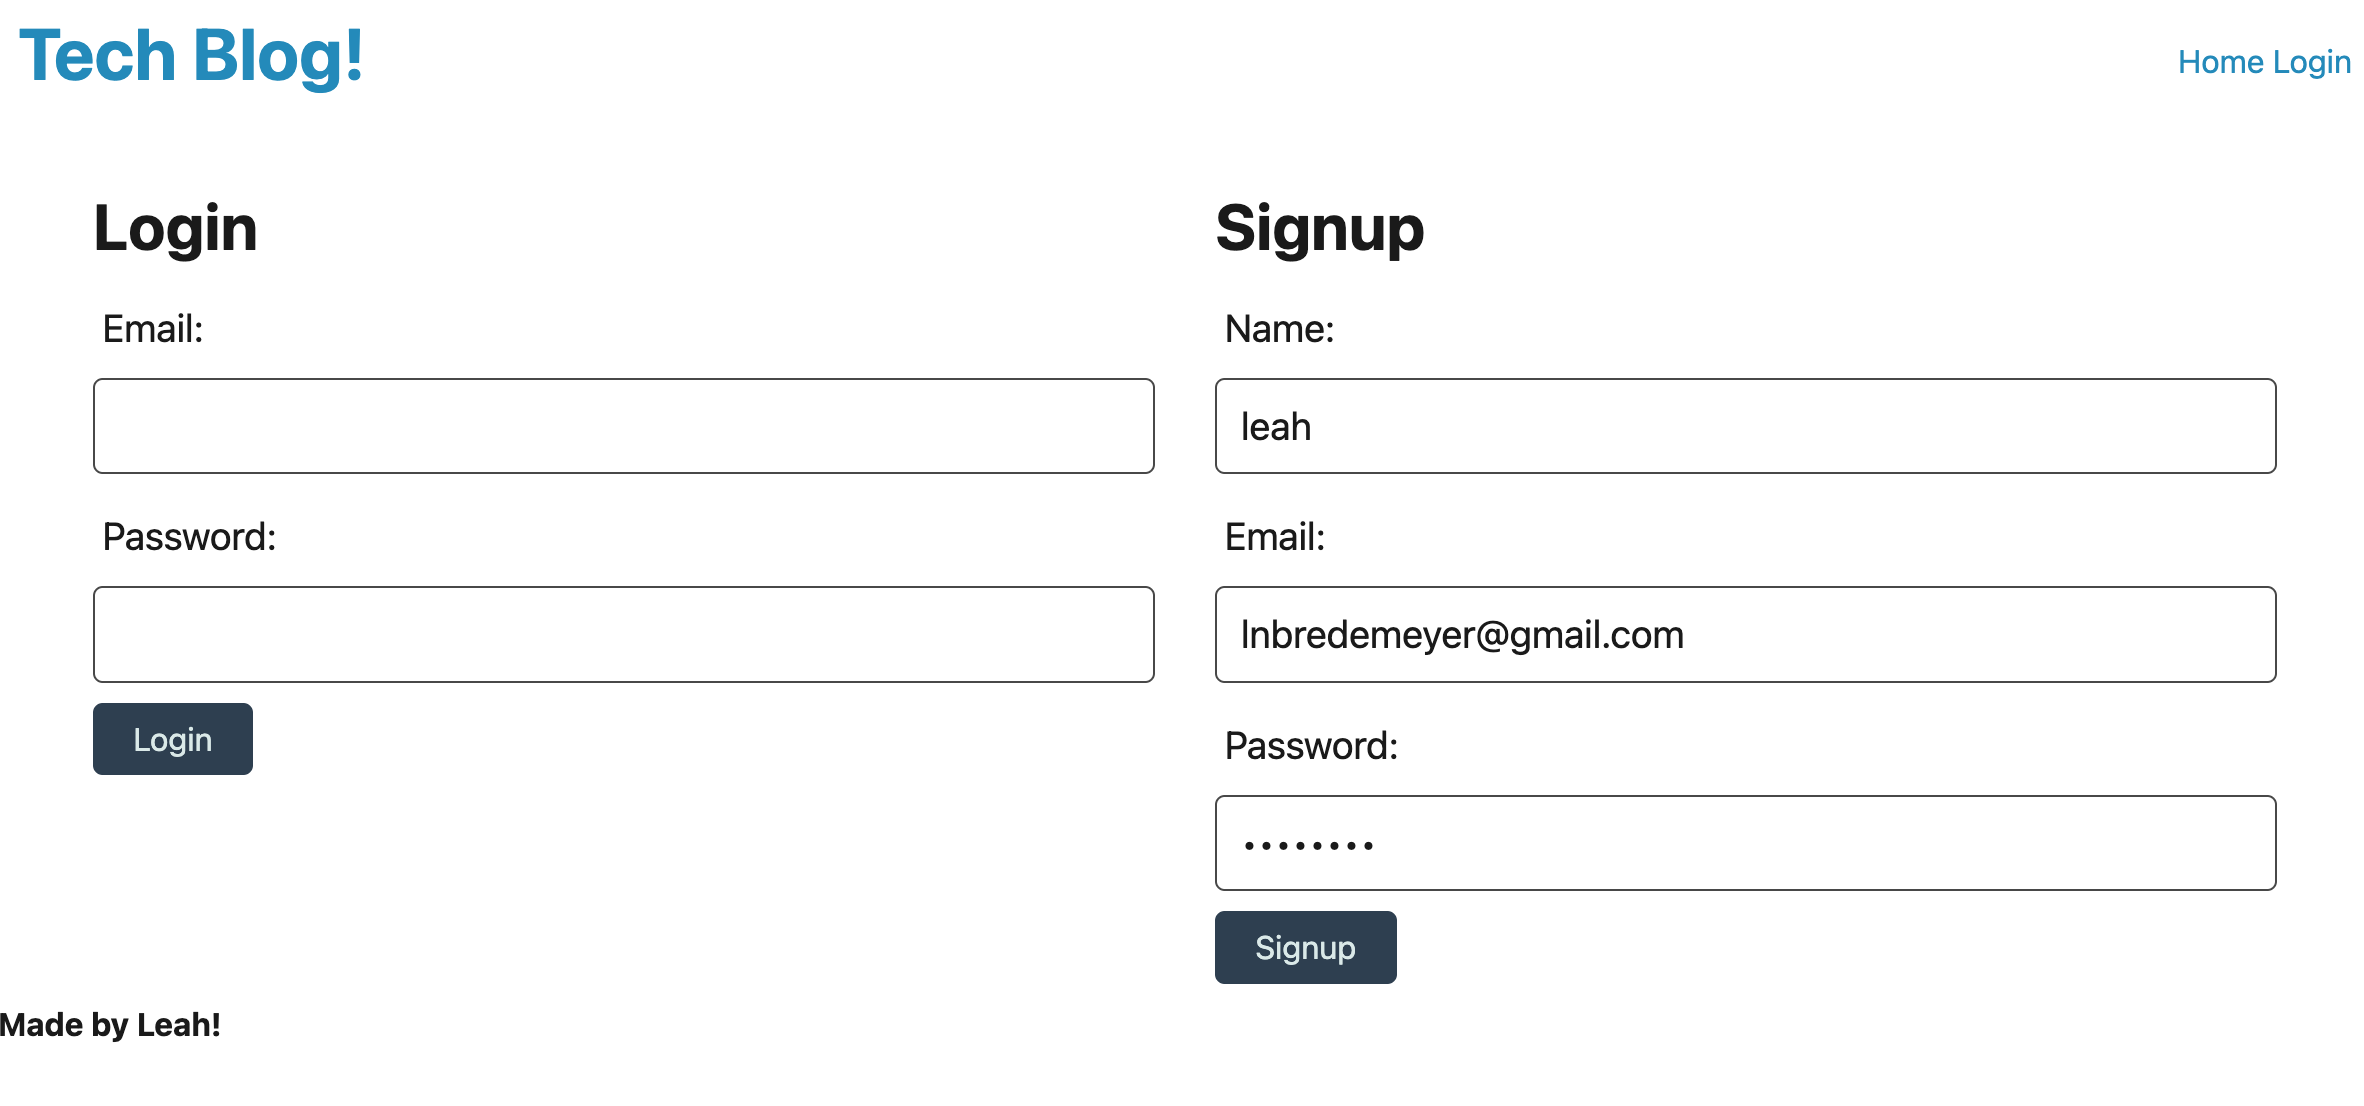 Tech Blog!
Home Login
Login
Email:
Password:
Login
Signup
Name:
leah
Email:
lnbredemeyer@gmail.com
Password:
••••••••
Signup
Made by Leah!